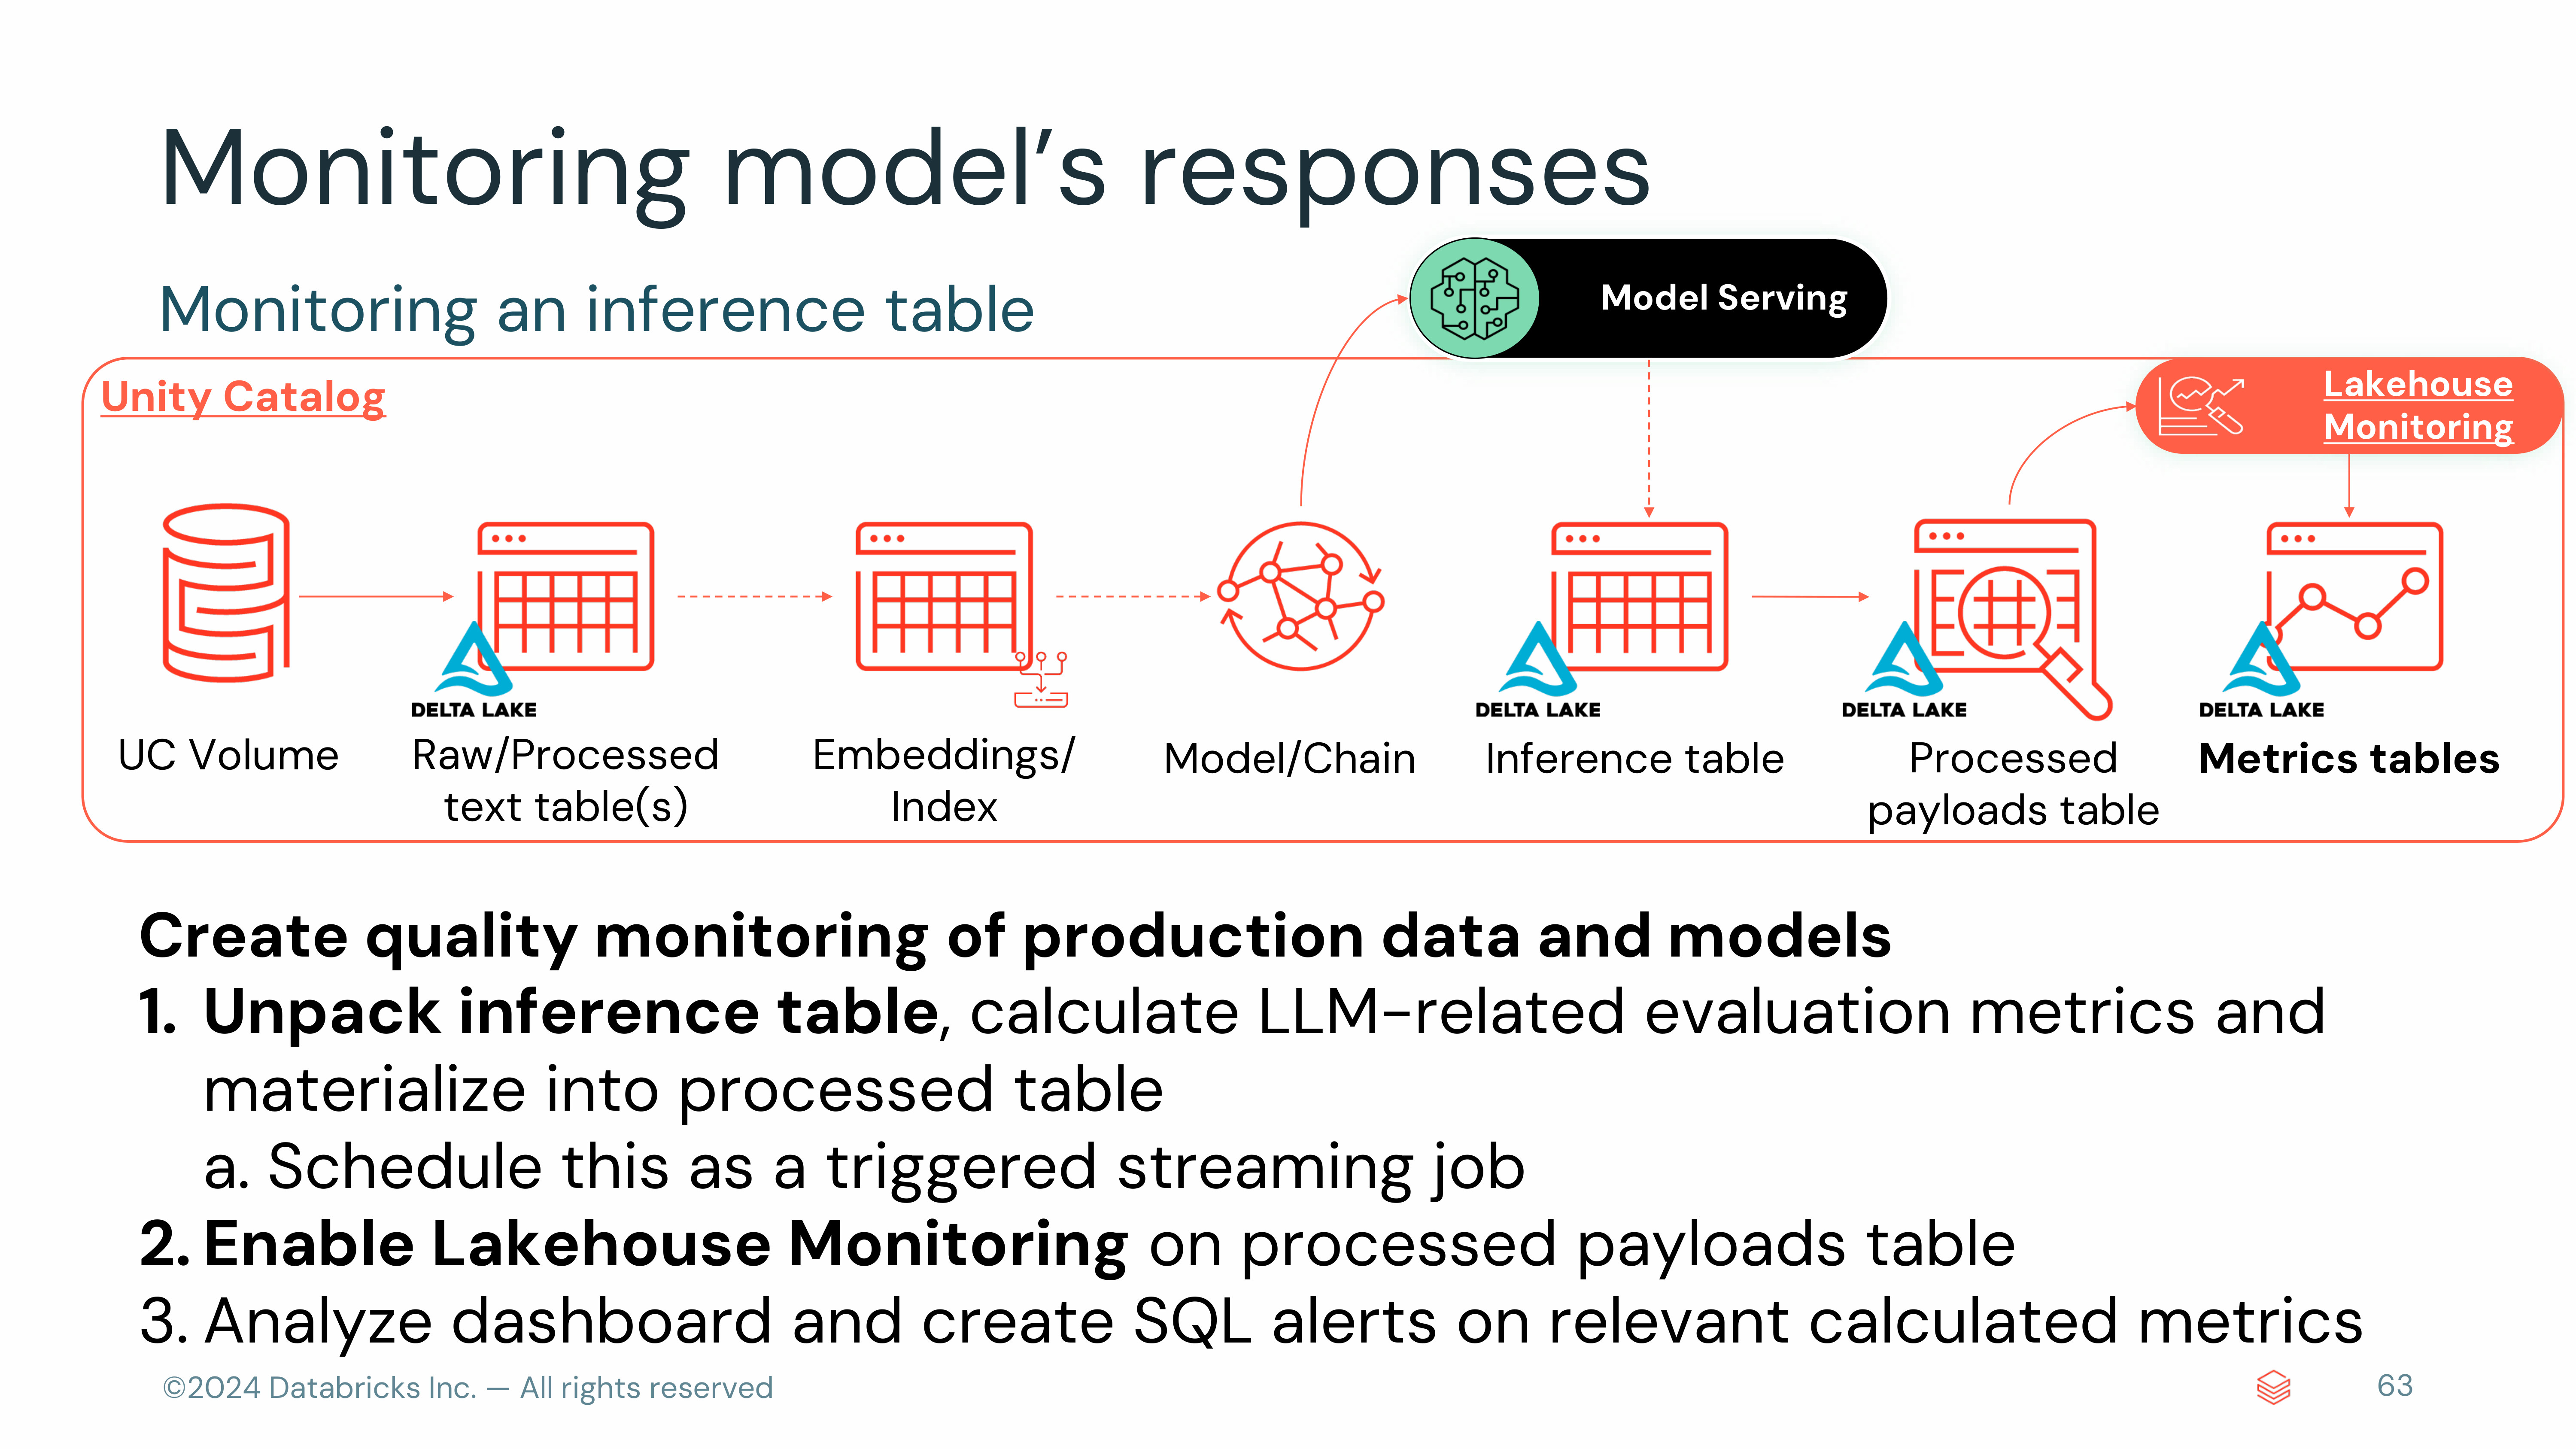 Monitoring model’s responses
Monitoring an inference table
Model Serving
Unity Catalog
Lakehouse
Monitoring
DELTA LAKE
DELTA LAKE
DELTA LAKE
DELTA LAKE
UC Volume
Raw/Processed
text table(s)
Embeddings/
Index
Model/Chain
Inference table
Processed
payloads table
Metrics tables
Create quality monitoring of production data and models
1. Unpack inference table, calculate LLM-related evaluation metrics and
materialize into processed table
a. Schedule this as a triggered streaming job
2. Enable Lakehouse Monitoring on processed payloads table
3. Analyze dashboard and create SQL alerts on relevant calculated metrics
©2024 Databricks Inc. — All rights reserved
63